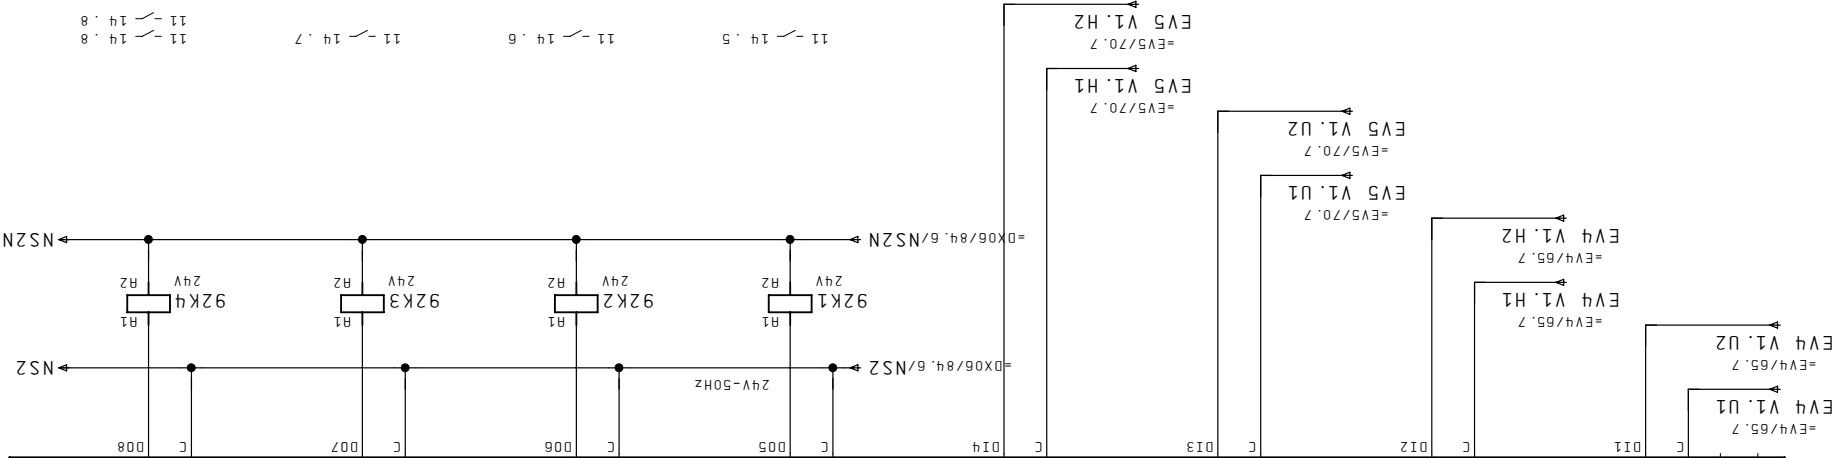 C DI1 C DI2 C DI3 C DI4 C DO5 C DO6 C DO7 C DO8
=EV4/65.7
EV4 V1.U1
=EV4/65.7
EV4 V1.U2
=EV4/65.7
EV4 V1.H1
=EV4/65.7
EV4 V1.H2
=EV5/70.7
EV5 V1.U1
=EV5/70.7
EV5 V1.U2
=EV5/70.7
EV5 V1.H1
=EV5/70.7
EV5 V1.H2
24V-50Hz
=DX06/84.6/NS2 NS2
A1 A1 A1 A1
92K1 92K2 92K3 92K4
24V A2 24V A2 24V A2 24V A2
=DX06/84.6/NS2N NS2N
11 14 .5 11 14 .6 11 14 .7 11 14 .8
11 14 .8